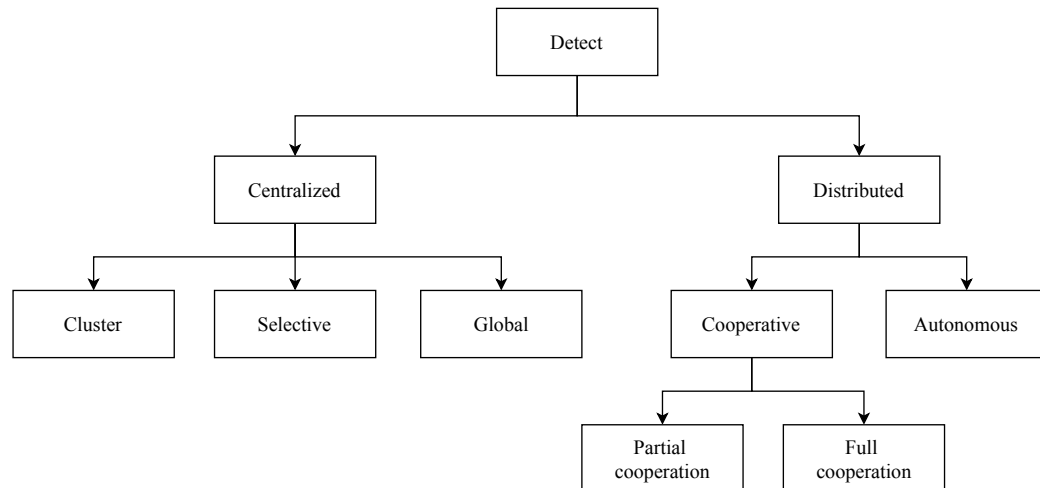 Detect
Centralized
Distributed
Cluster
Selective
Global
Cooperative
Autonomous
Partial
cooperation
Full
cooperation